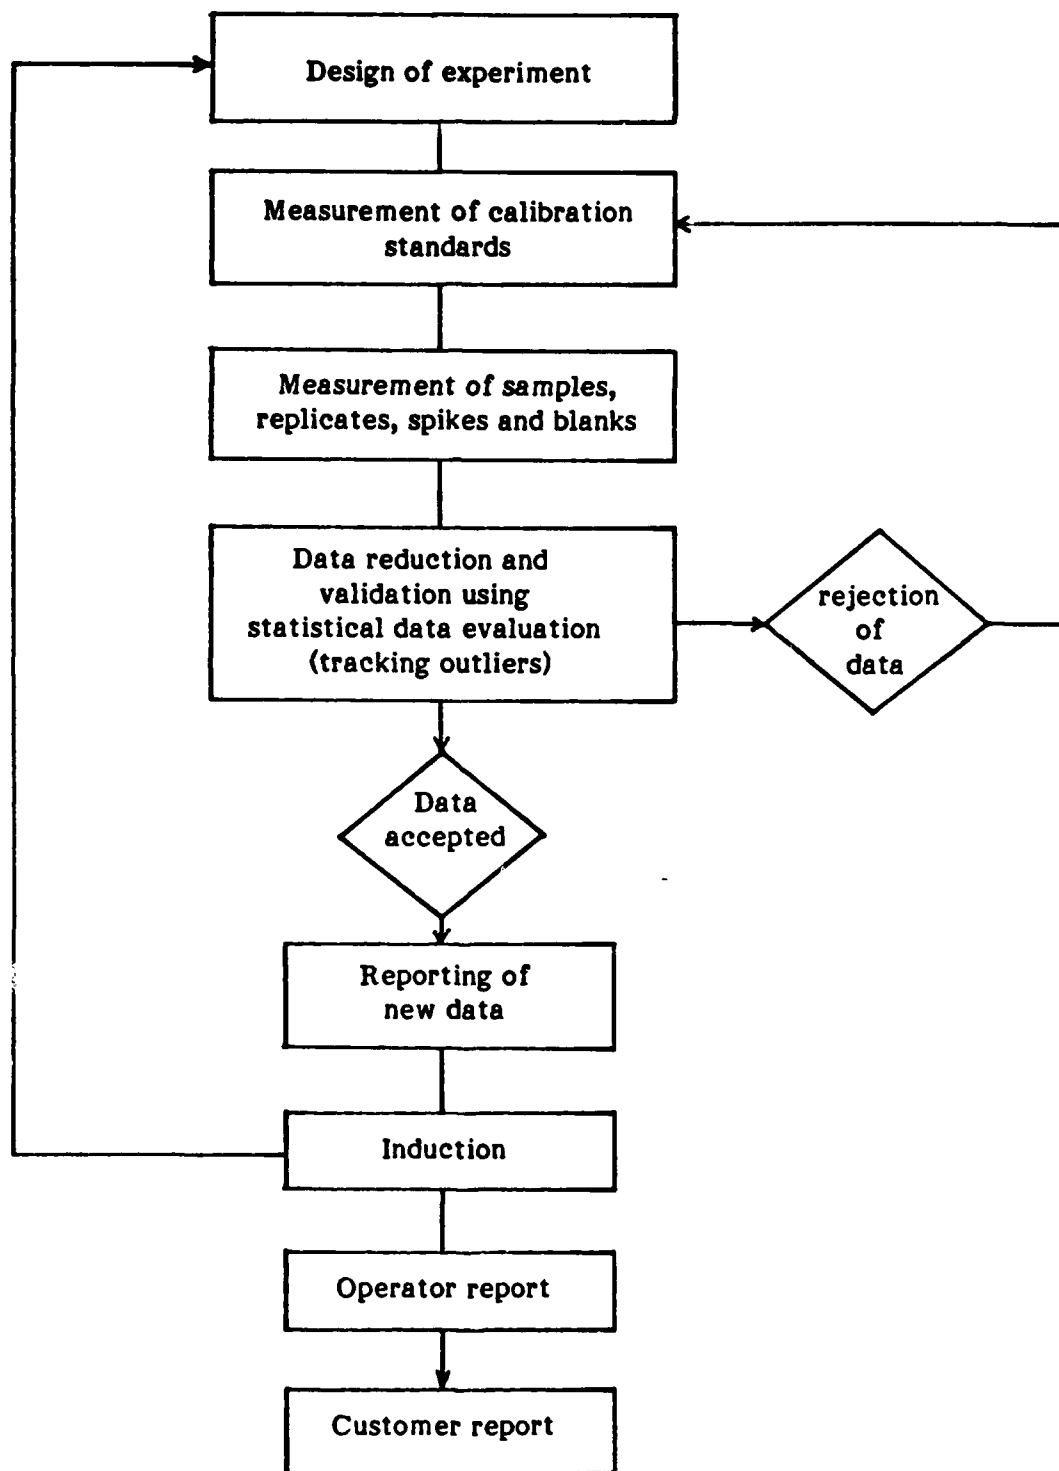 Design of experiment
Measurement of calibration
standards
Measurement of samples,
replicates, spikes and blanks
Data reduction and
validation using
statistical data evaluation
(tracking outliers)
rejection
of
data
Data
accepted
Reporting of
new data
Induction
Operator report
Customer report